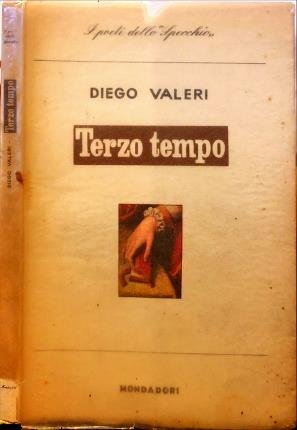 I poeti dello "Specchio"
DIEGO VALERI
Terzo tempo
MONDADORI
DIEGO VALERI
Terzo tempo